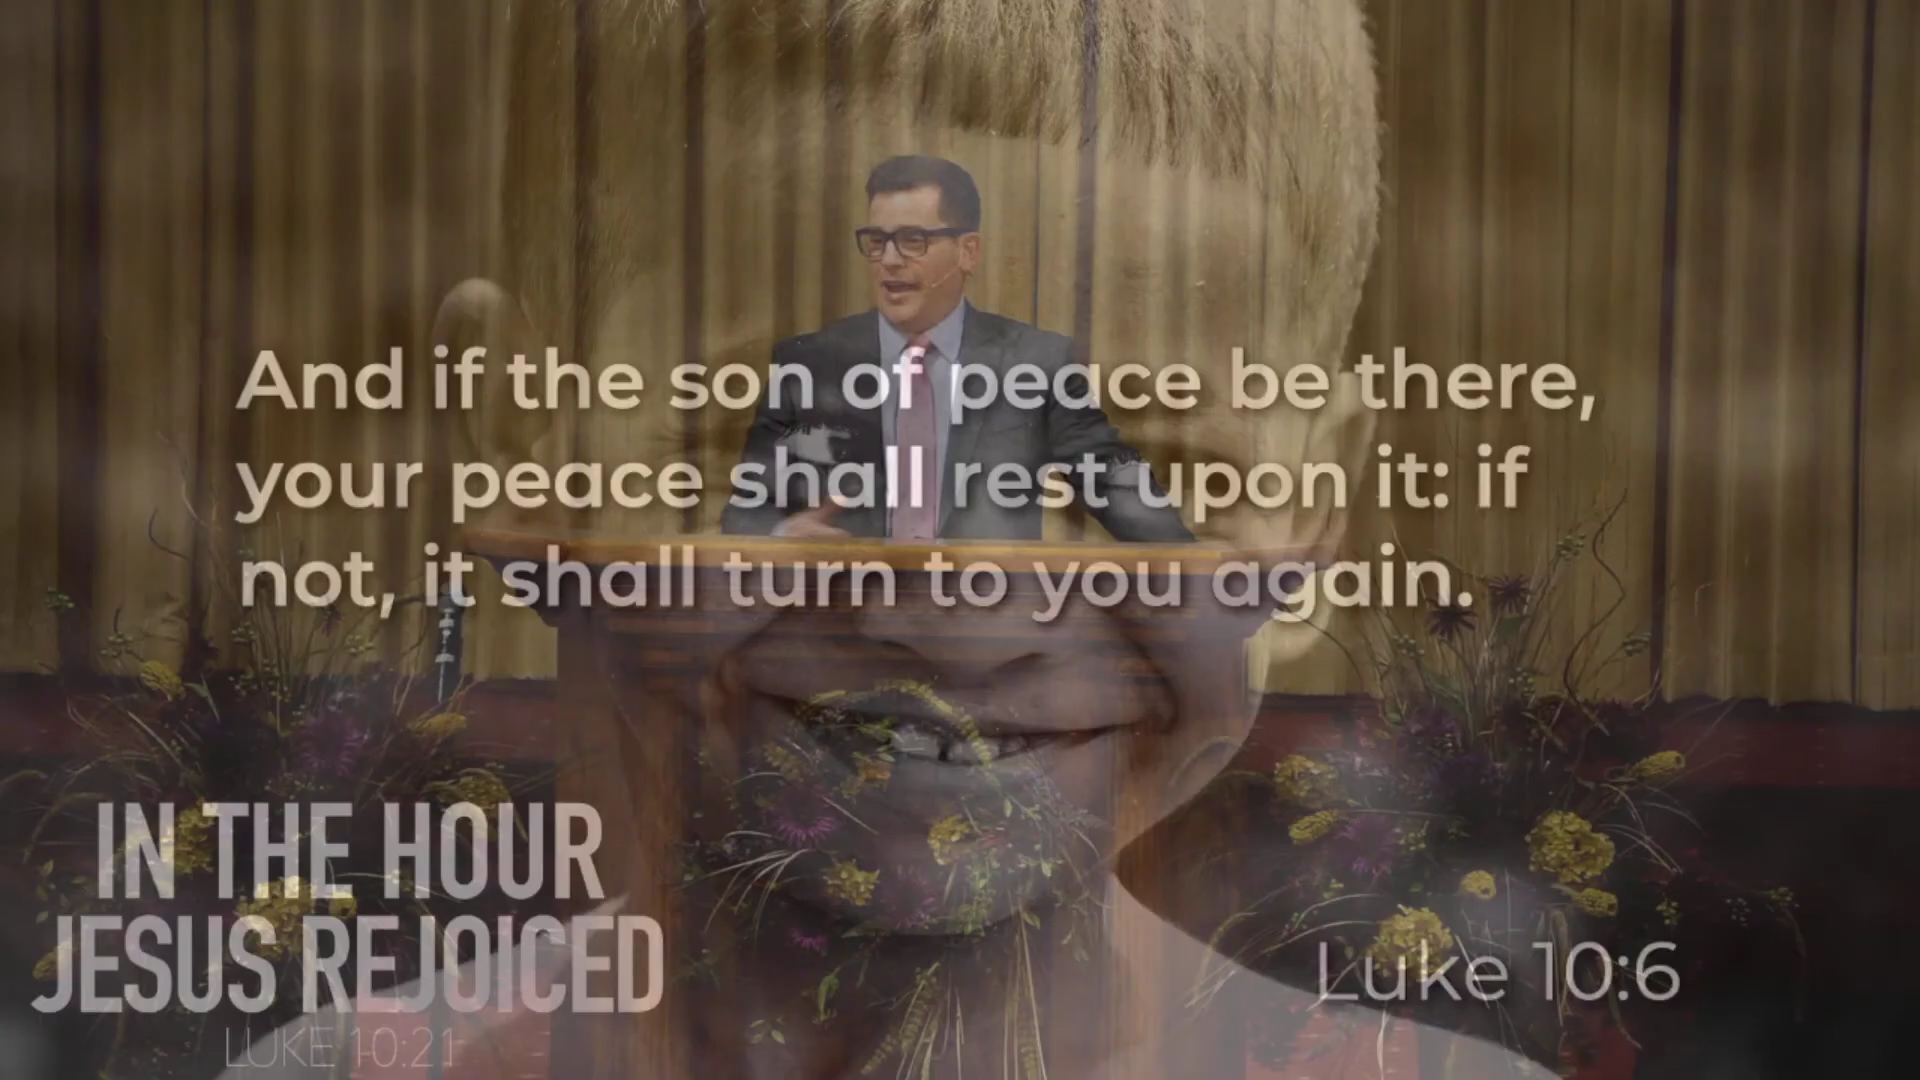 And if the son of peace be there,
your peace shall rest upon it: if
not, it shall turn to you again.
IN THE HOUR
JESUS REJOICED
LUKE 10:21
Luke 10:6